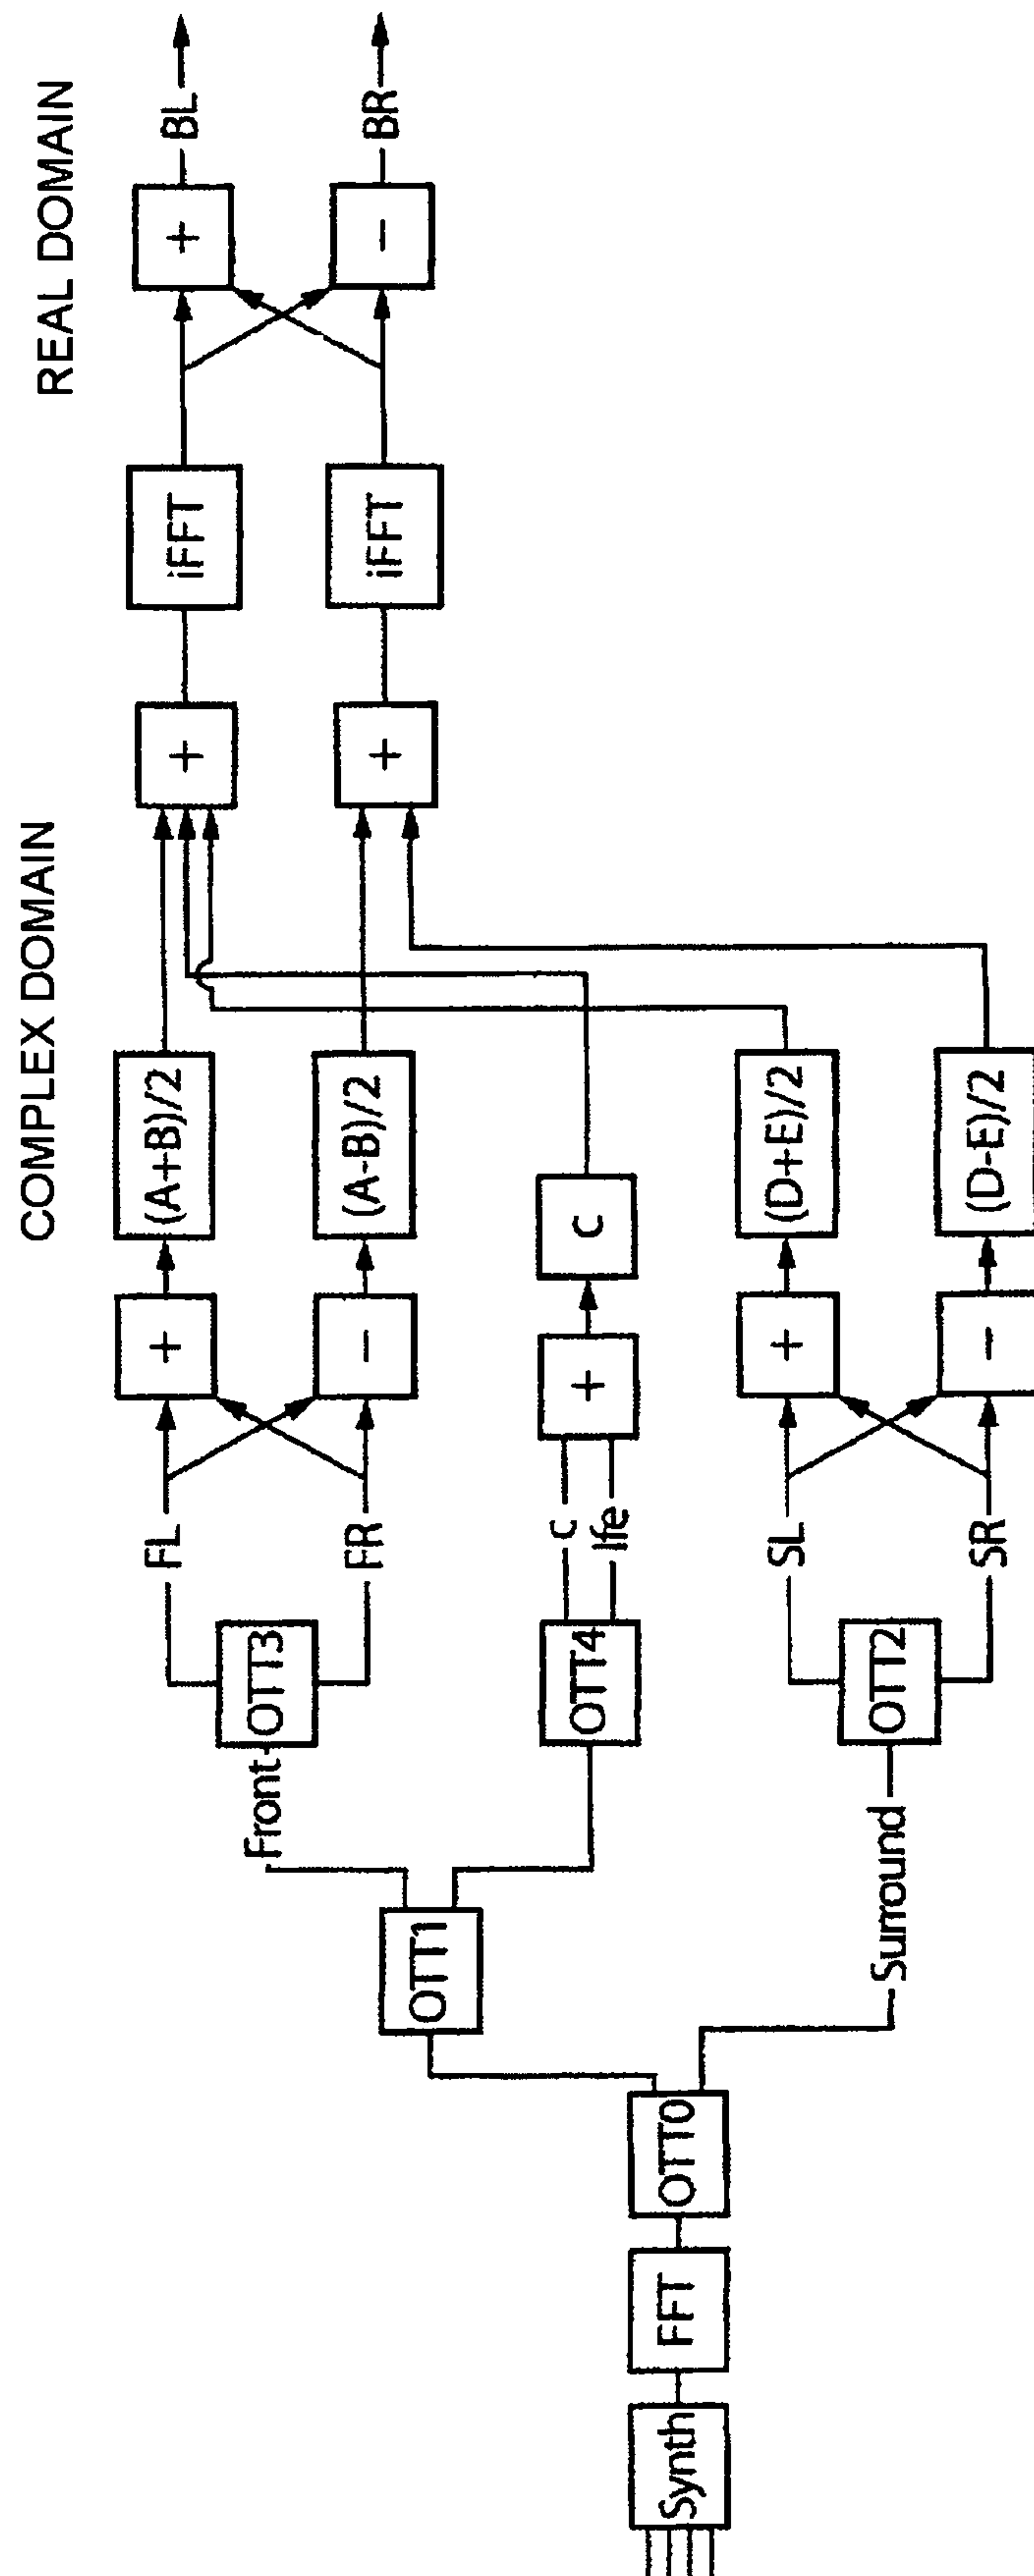 COMPLEX DOMAIN
REAL DOMAIN
Synth
FFT
OTT0
OTT1
Front
OTT3
FL
FR
+
-
(A+B)/2
(A-B)/2
OTT4
c
lfe
+
C
Surround
OTT2
SL
SR
+
-
(D+E)/2
(D-E)/2
+
+
iFFT
iFFT
+
-
BL
BR